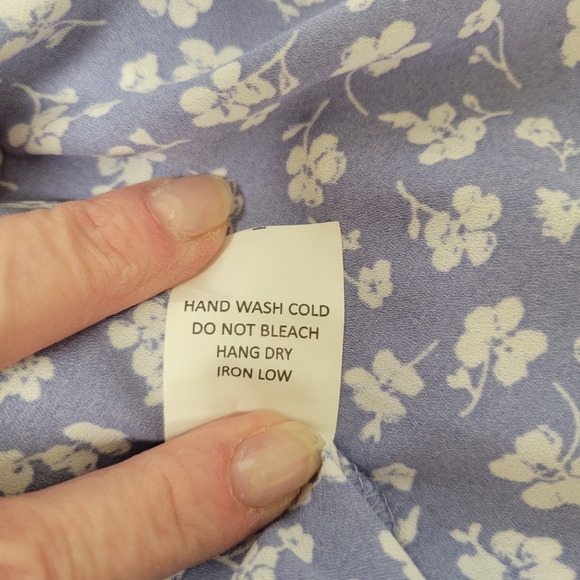 HAND WASH COLD
DO NOT BLEACH
HANG DRY
IRON LOW